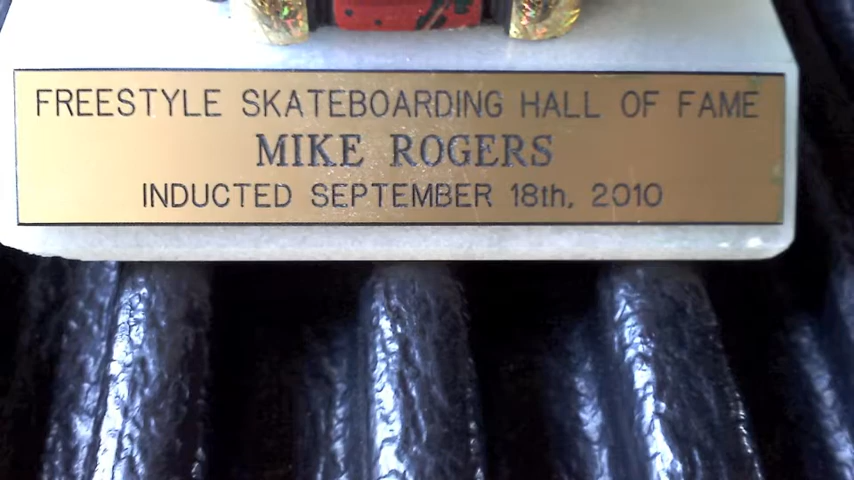 FREESTYLE SKATEBOARDING HALL OF FAME
MIKE ROGERS
INDUCTED SEPTEMBER 18th, 2010